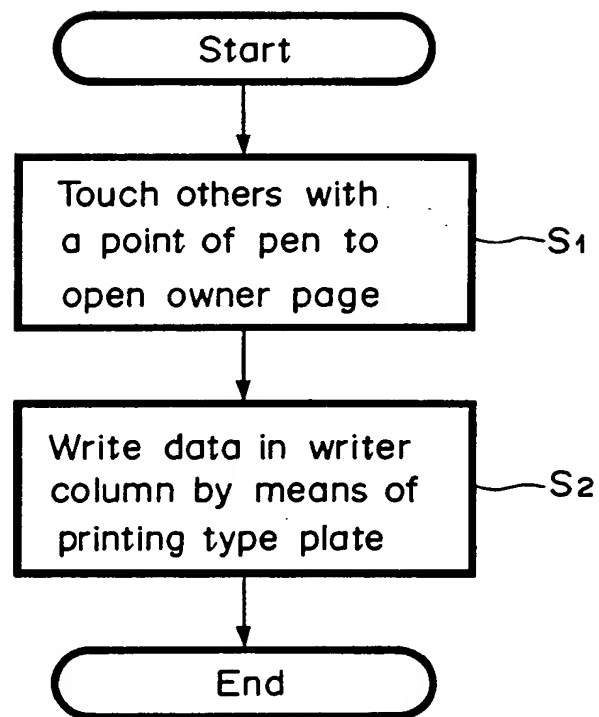 Start
Touch others with
a point of pen to
open owner page
S1
Write data in writer
column by means of
printing type plate
S2
End